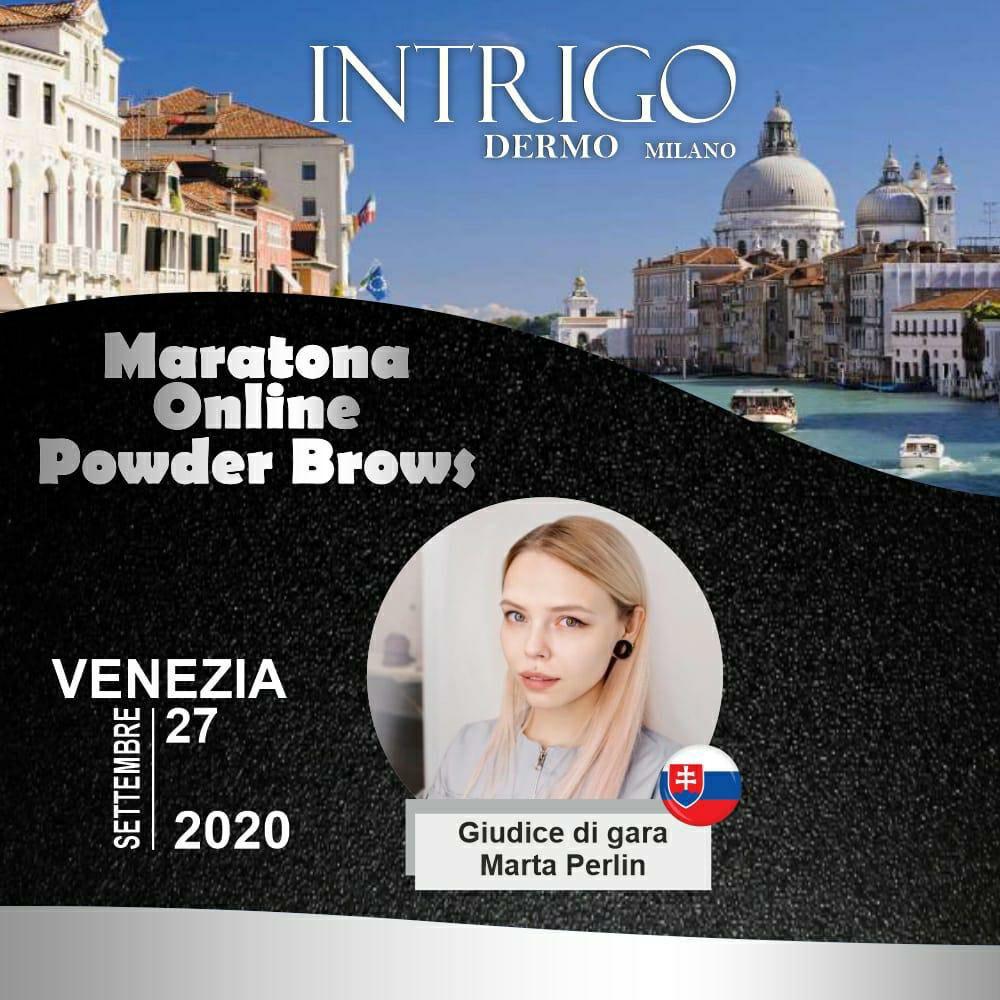 INTRIGO
DERMO MILANO
Maratona
Online
Powder Brows
VENEZIA
SETTEMBRE
27
2020
Giudice di gara
Marta Perlin